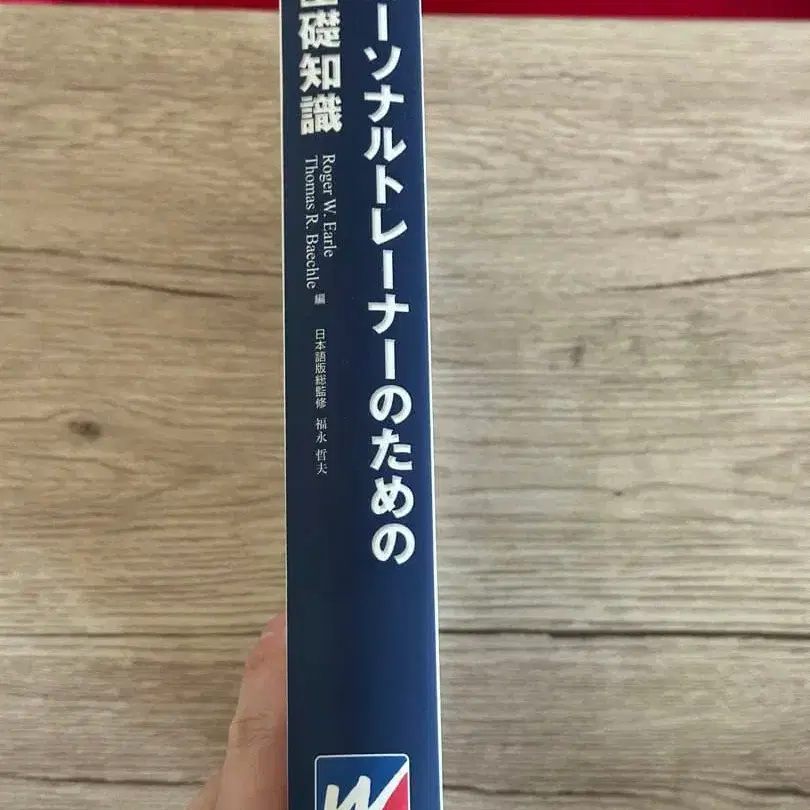 ーソナルトレーナーのための
礎知識
Roger W. Earle
Thomas R. Baechle
編
日本語版総監修 福永 哲夫